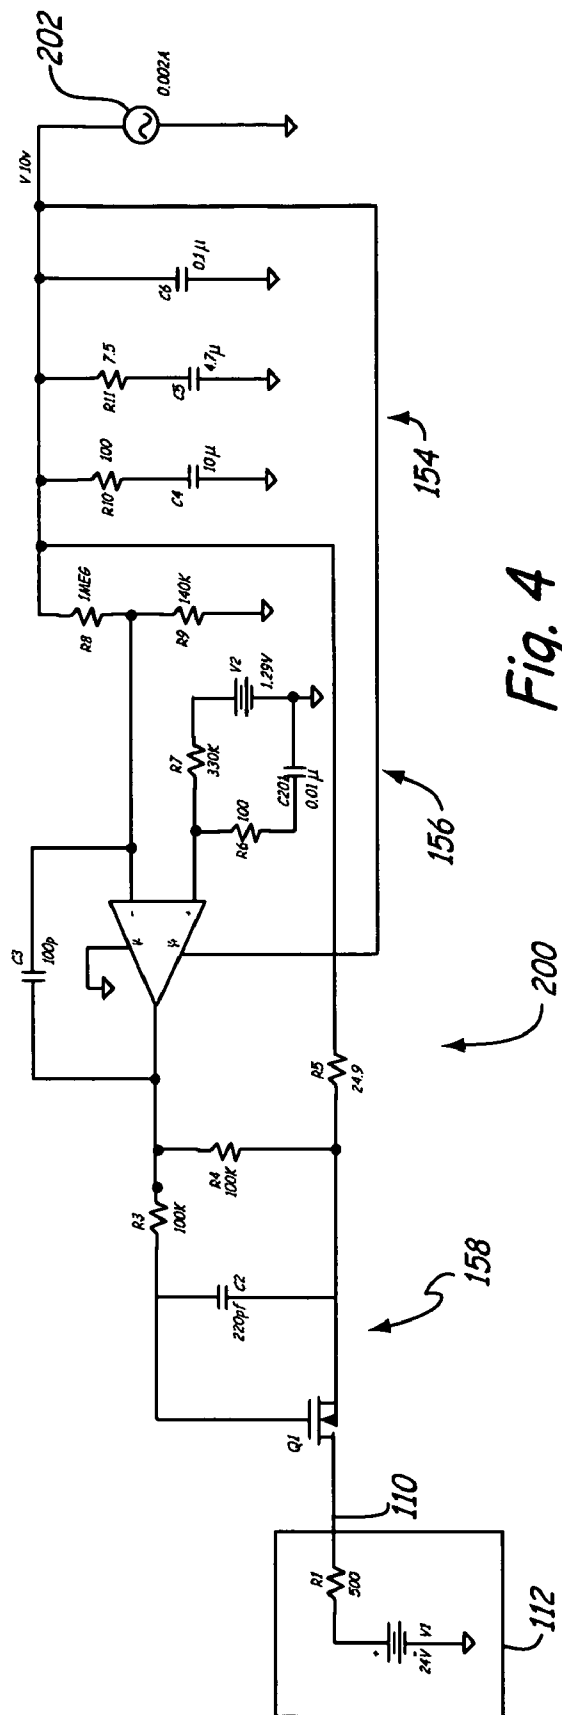 202
0.002A
V 10v
C6
0.1μ
R11
7.5
C5
4.7μ
R10
100
C4
10μ
R8
1MEG
R9
140K
V2
1.29V
R7
330K
R6
100
C201
0.01μ
-
+
C3
100p
R5
24.9
R4
100K
R3
100K
C2
220pf
Q1
R1
500
+
-
V1
24V
110
112
154
156
158
200
Fig. 4